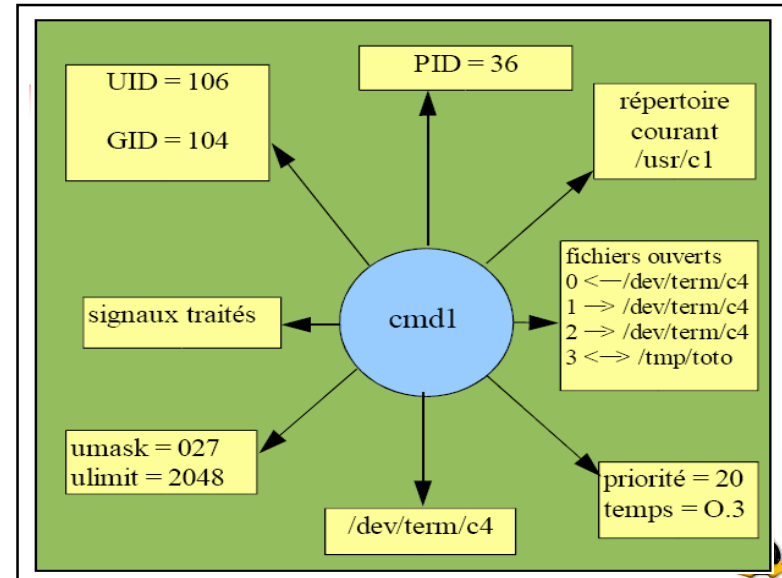 UID = 106
GID = 104
PID = 36
répertoire
courant
/usr/c1
signaux traités
cmd1
fichiers ouverts
0 <—/dev/term/c4
1 —> /dev/term/c4
2 —> /dev/term/c4
3 <—> /tmp/toto
umask = 027
ulimit = 2048
/dev/term/c4
priorité = 20
temps = O.3